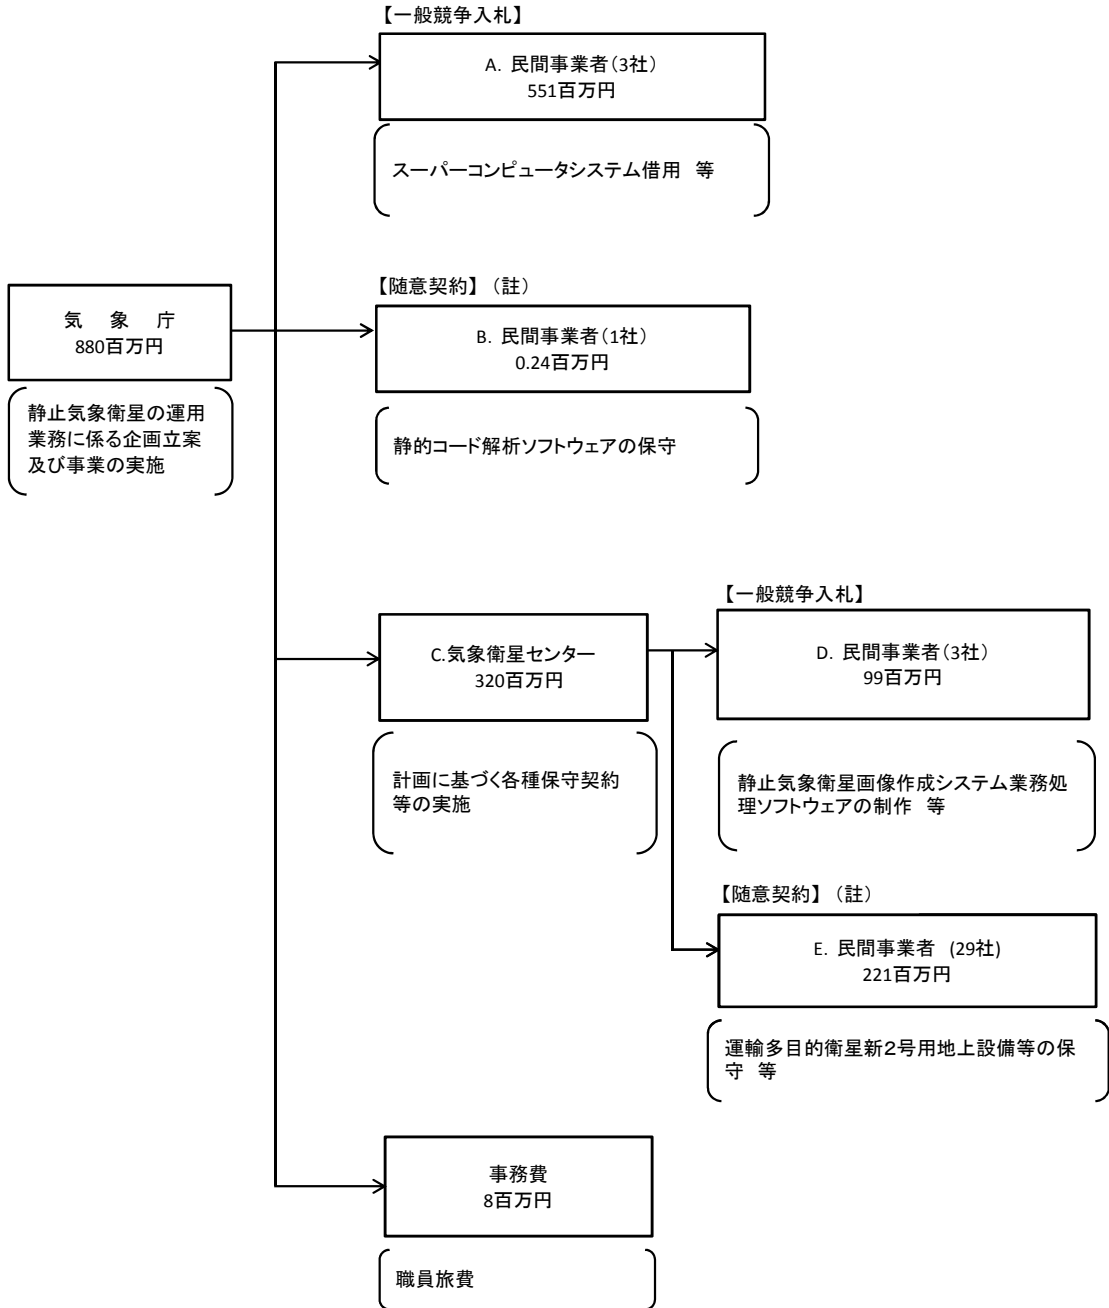 【一般競争入札】
A. 民間事業者(3社)
551百万円
スーパーコンピュータシステム借用 等
【随意契約】(註)
B. 民間事業者(1社)
0.24百万円
静的コード解析ソフトウェアの保守
気 象 庁
880百万円
静止気象衛星の運用
業務に係る企画立案
及び事業の実施
C.気象衛星センター
320百万円
計画に基づく各種保守契約
等の実施
【一般競争入札】
D. 民間事業者(3社)
99百万円
静止気象衛星画像作成システム業務処
理ソフトウェアの制作 等
【随意契約】(註)
E. 民間事業者 (29社)
221百万円
運輸多目的衛星新2号用地上設備等の保
守 等
事務費
8百万円
職員旅費